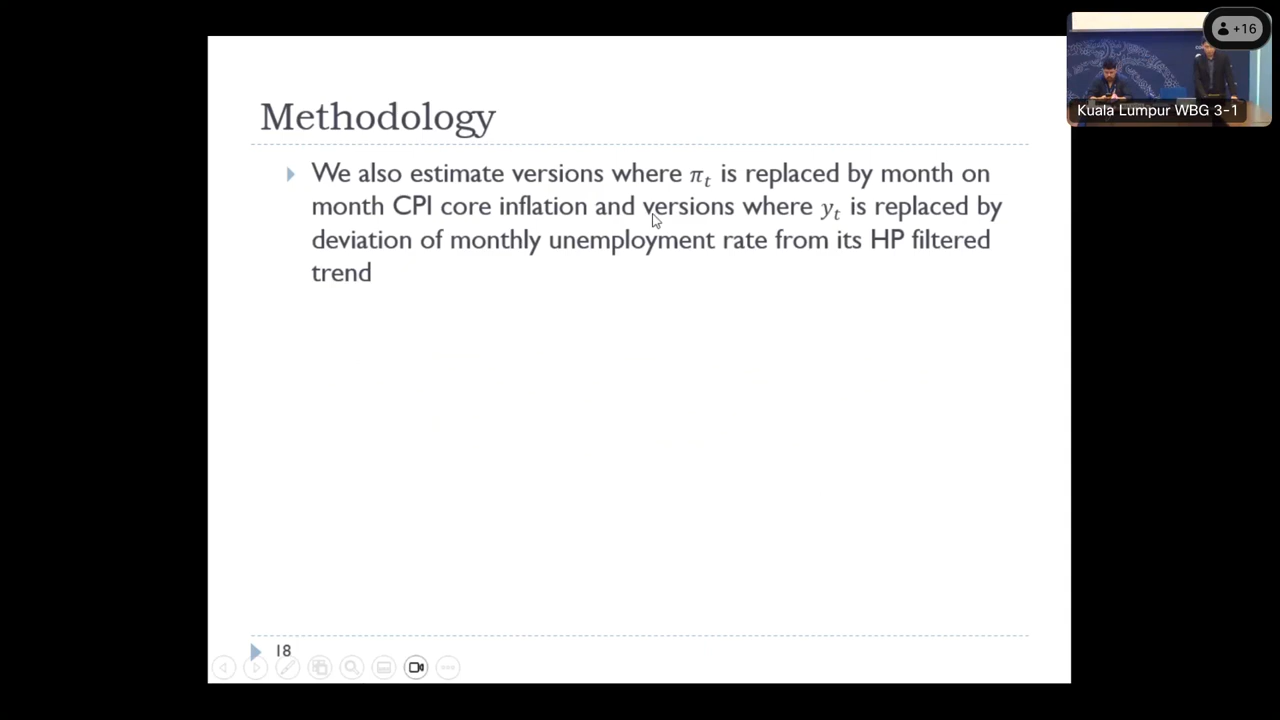 +16
Kuala Lumpur WBG 3-1
Methodology
We also estimate versions where π_t is replaced by month on
month CPI core inflation and versions where y_t is replaced by
deviation of monthly unemployment rate from its HP filtered
trend
18